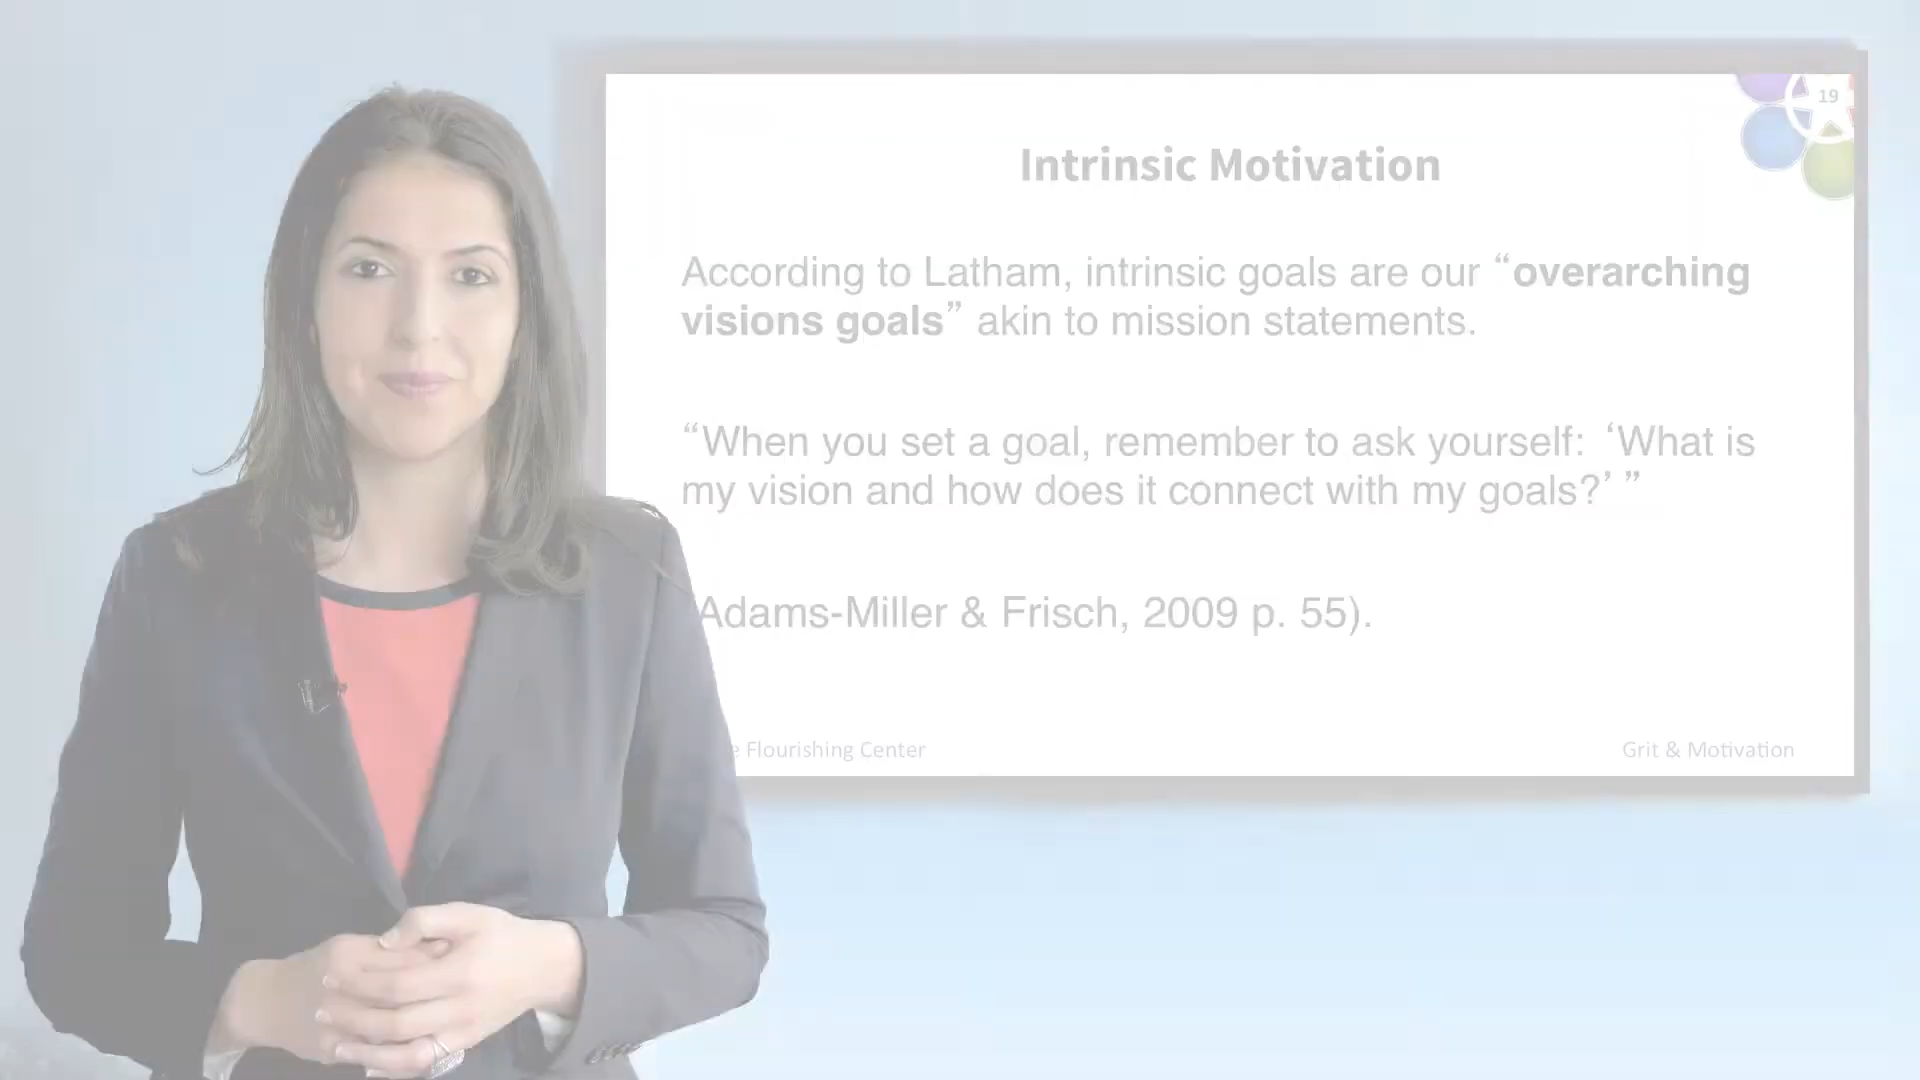 19
Intrinsic Motivation
According to Latham, intrinsic goals are our “overarching
visions goals” akin to mission statements.
“When you set a goal, remember to ask yourself: ‘What is
my vision and how does it connect with my goals?’ ”
Adams-Miller & Frisch, 2009 p. 55).
Flourishing Center
Grit & Motivation